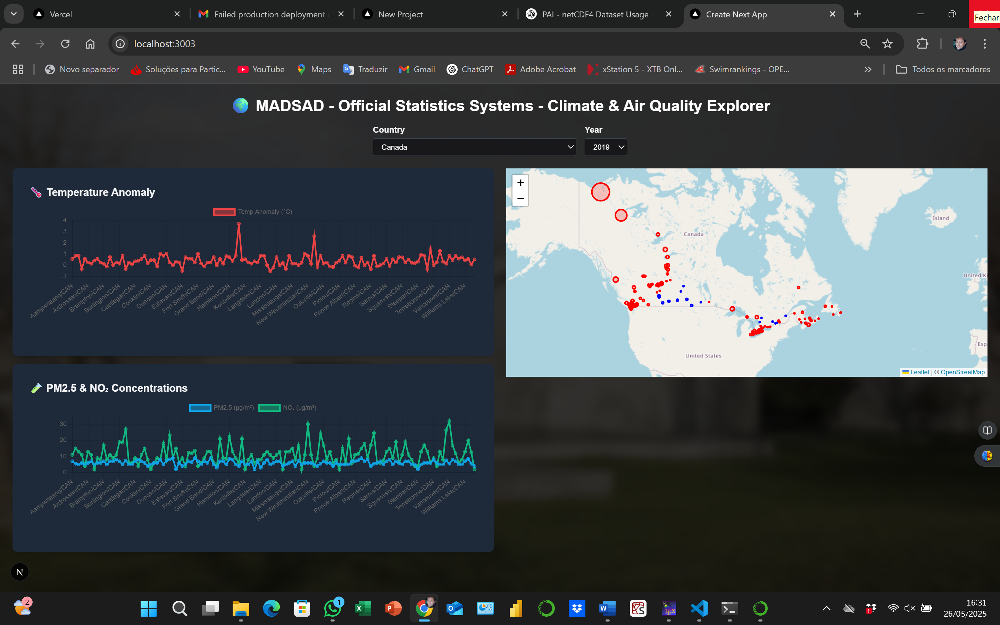 Vercel
Failed production deployment
New Project
PAI - netCDF4 Dataset Usage
Create Next App
Fechar
localhost:3003
Novo separador
Soluções para Partic...
YouTube
Maps
Traduzir
Gmail
ChatGPT
Adobe Acrobat
xStation 5 - XTB Onl...
Swimrankings - OPE...
Todos os marcadores
MADSAD - Official Statistics Systems - Climate & Air Quality Explorer
Country
Year
Canada
2019
Temperature Anomaly
Temp Anomaly (°C)
4
3
2
1
0
-1
Aamjiwnaang/CAN
Ardrossan/CAN
Brampton/CAN
Burlington/CAN
Castlegar/CAN
Conklin/CAN
Duncan/CAN
Estevan/CAN
Fort Smith/CAN
Grand Bend/CAN
Hamilton/CAN
Kentville/CAN
Langdale/CAN
London/CAN
Mississauga/CAN
New Westminster/CAN
Oakville/CAN
Pictou/CAN
Prince Albert/CAN
Regina/CAN
Sarnia/CAN
Squamish/CAN
Steeper/CAN
Terrebonne/CAN
Vancouver/CAN
Williams Lake/CAN
+
−
Canada
Ísland
United Ki
Esp
United States
Leaflet | © OpenStreetMap
PM2.5 & NO₂ Concentrations
PM2.5 (µg/m³)
NO₂ (µg/m³)
30
20
10
0
Aamjiwnaang/CAN
Ardrossan/CAN
Brampton/CAN
Burlington/CAN
Castlegar/CAN
Conklin/CAN
Duncan/CAN
Estevan/CAN
Fort Smith/CAN
Grand Bend/CAN
Hamilton/CAN
Kentville/CAN
Langdale/CAN
London/CAN
Mississauga/CAN
New Westminster/CAN
Oakville/CAN
Pictou/CAN
Prince Albert/CAN
Regina/CAN
Sarnia/CAN
Squamish/CAN
Steeper/CAN
Terrebonne/CAN
Vancouver/CAN
Williams Lake/CAN
N
2
1
1
16:31
26/05/2025